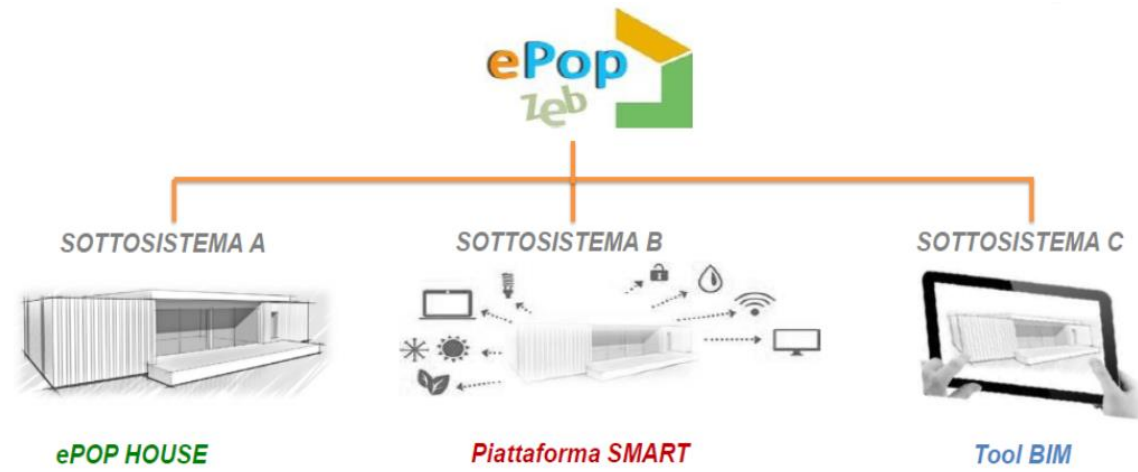 ePop
zeb
SOTTOSISTEMA A
SOTTOSISTEMA B
SOTTOSISTEMA C
ePOP HOUSE
Piattaforma SMART
Tool BIM